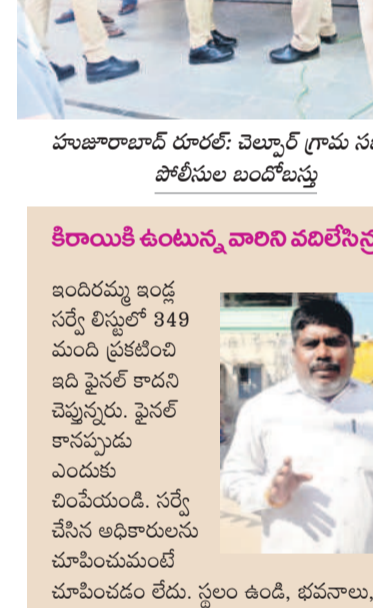 హుజూరాబాద్ రూరల్: చెల్పూర్ గ్రామ
పోలీసుల బందోబస్తు
కిరాయికి ఉంటున్న వారిని వదిలేసిన్రు
ఇందిరమ్మ ఇండ్ల
సర్వే లిస్టులో 349
మంది ప్రకటించి
ఇది ఫైనల్ కాదని
చెప్తున్నరు. ఫైనల్
కానప్పుడు
ఎందుకు
చింపేయండి. సర్వే
చేసిన అధికారులను
చూపించుమంటే
చూపించడం లేదు. స్థలం ఉండి, భవనాలు,